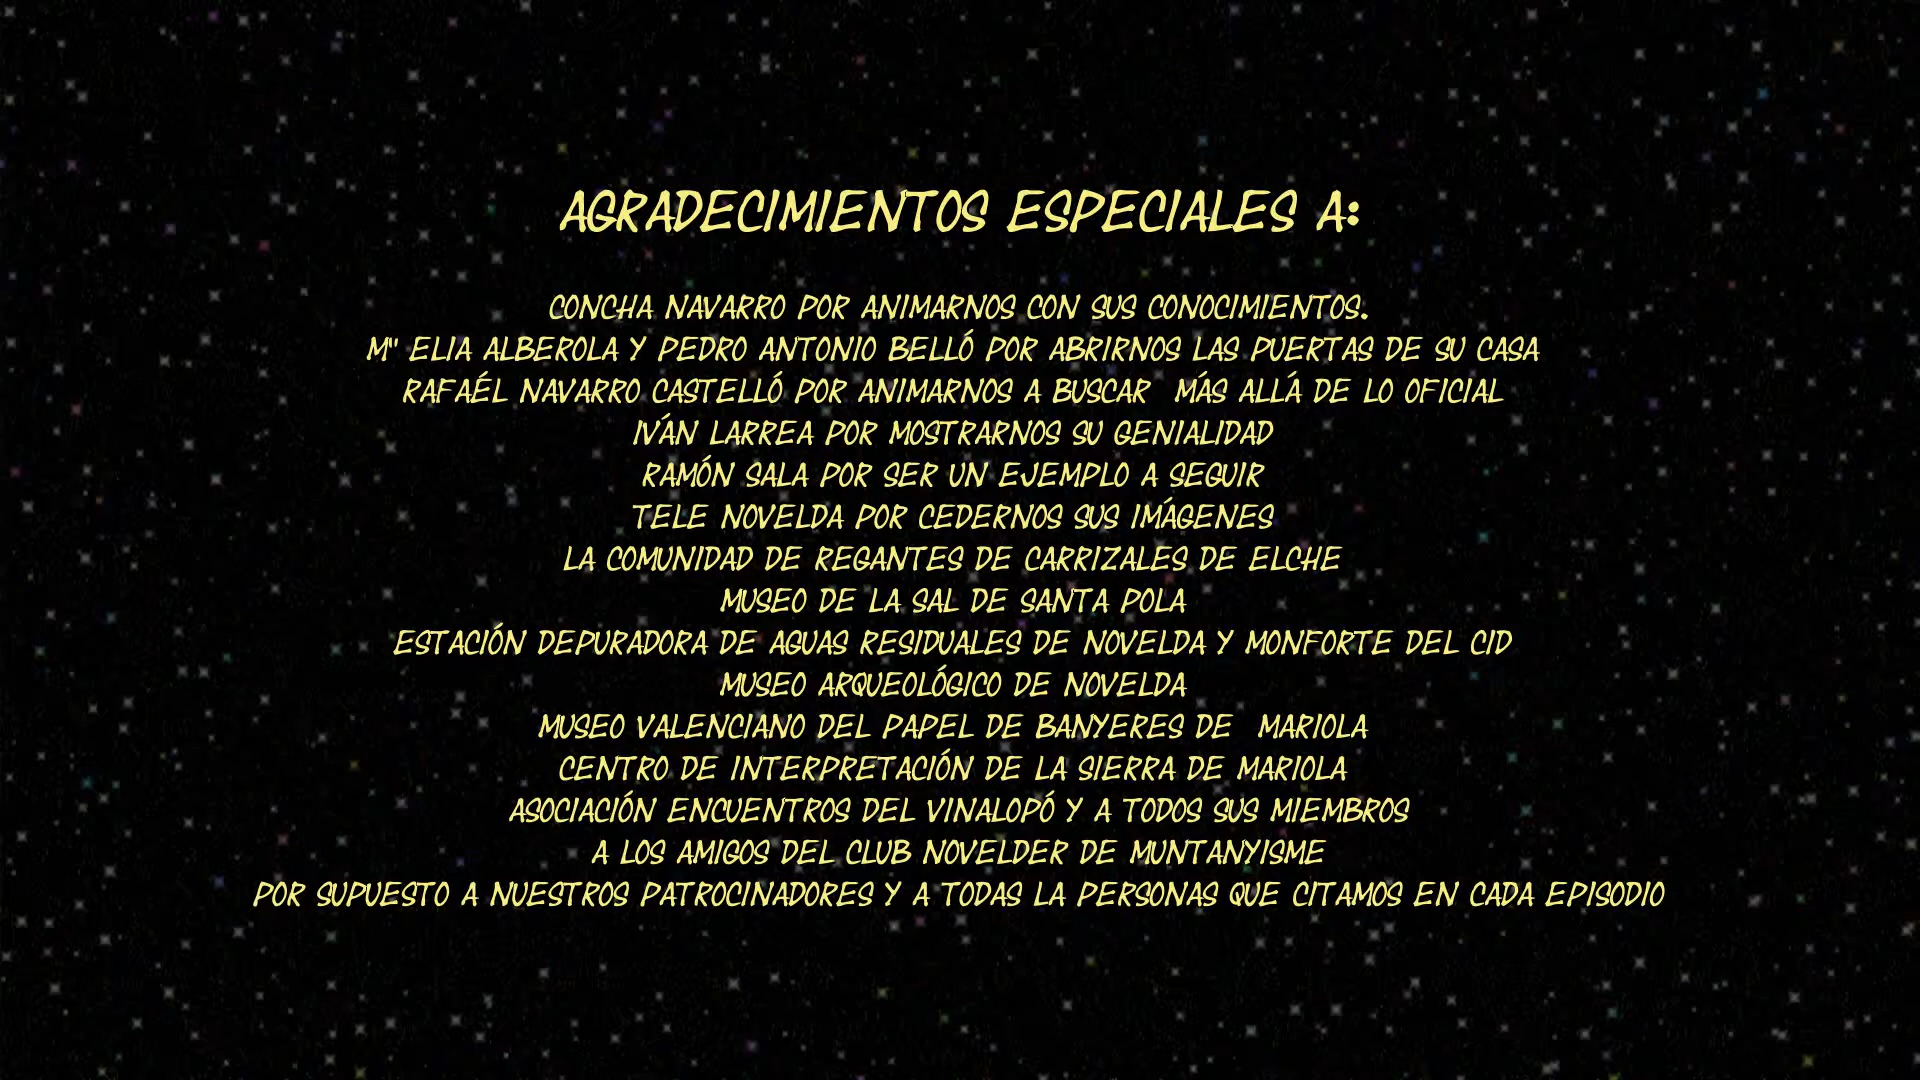 AGRADECIMIENTOS ESPECIALES A:
CONCHA NAVARRO POR ANIMARNOS CON SUS CONOCIMIENTOS.
M" ELIA ALBEROLA Y PEDRO ANTONIO BELLÓ POR ABRIRNOS LAS PUERTAS DE SU CASA
RAFAÉL NAVARRO CASTELLÓ POR ANIMARNOS A BUSCAR  MÁS ALLÁ DE LO OFICIAL
IVÁN LARREA POR MOSTRARNOS SU GENIALIDAD
RAMÓN SALA POR SER UN EJEMPLO A SEGUIR
TELE NOVELDA POR CEDERNOS SUS IMÁGENES
LA COMUNIDAD DE REGANTES DE CARRIZALES DE ELCHE
MUSEO DE LA SAL DE SANTA POLA
ESTACIÓN DEPURADORA DE AGUAS RESIDUALES DE NOVELDA Y MONFORTE DEL CID
MUSEO ARQUEOLÓGICO DE NOVELDA
MUSEO VALENCIANO DEL PAPEL DE BANYERES DE  MARIOLA
CENTRO DE INTERPRETACIÓN DE LA SIERRA DE MARIOLA
ASOCIACIÓN ENCUENTROS DEL VINALOPÓ Y A TODOS SUS MIEMBROS
A LOS AMIGOS DEL CLUB NOVELDER DE MUNTANYISME
POR SUPUESTO A NUESTROS PATROCINADORES Y A TODAS LA PERSONAS QUE CITAMOS EN CADA EPISODIO